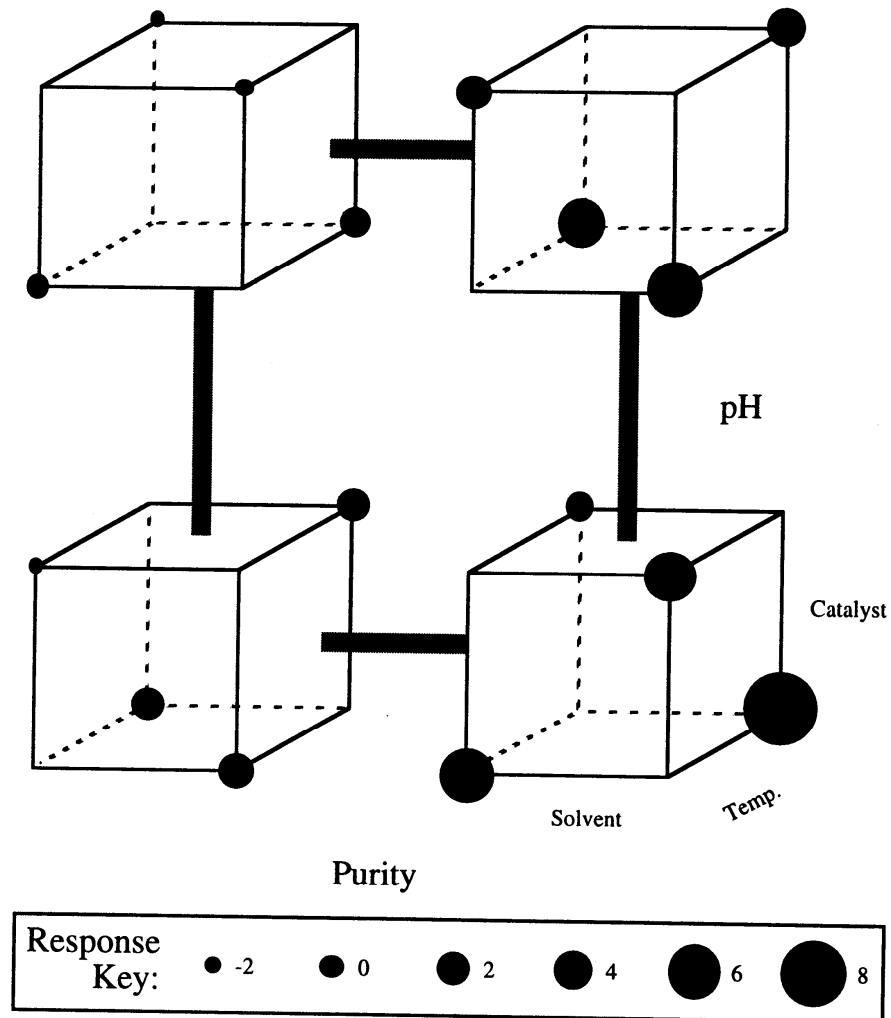 pH
Catalyst
Temp.
Solvent
Purity
Response
Key:
-2
0
2
4
6
8